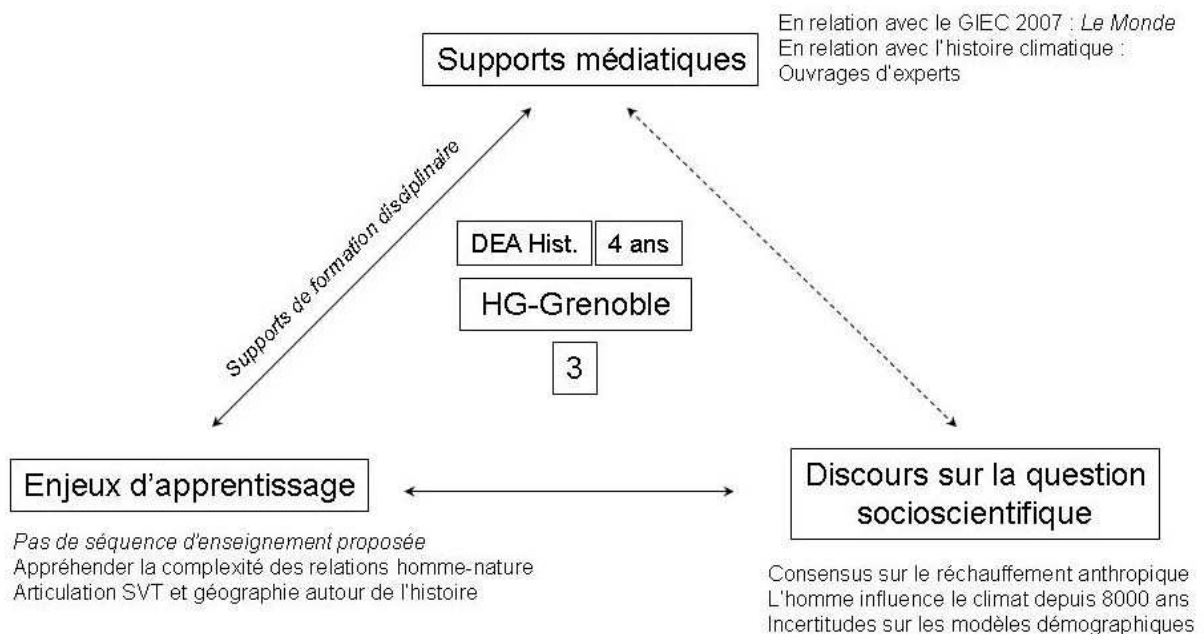 En relation avec le GIEC 2007 : Le Monde
En relation avec l'histoire climatique :
Ouvrages d'experts
Supports médiatiques
Supports de formation disciplinaire
DEA Hist.
4 ans
HG-Grenoble
3
Enjeux d'apprentissage
Pas de séquence d'enseignement proposée
Appréhender la complexité des relations homme-nature
Articulation SVT et géographie autour de l'histoire
Discours sur la question
socioscientifique
Consensus sur le réchauffement anthropique
L'homme influence le climat depuis 8000 ans
Incertitudes sur les modèles démographiques